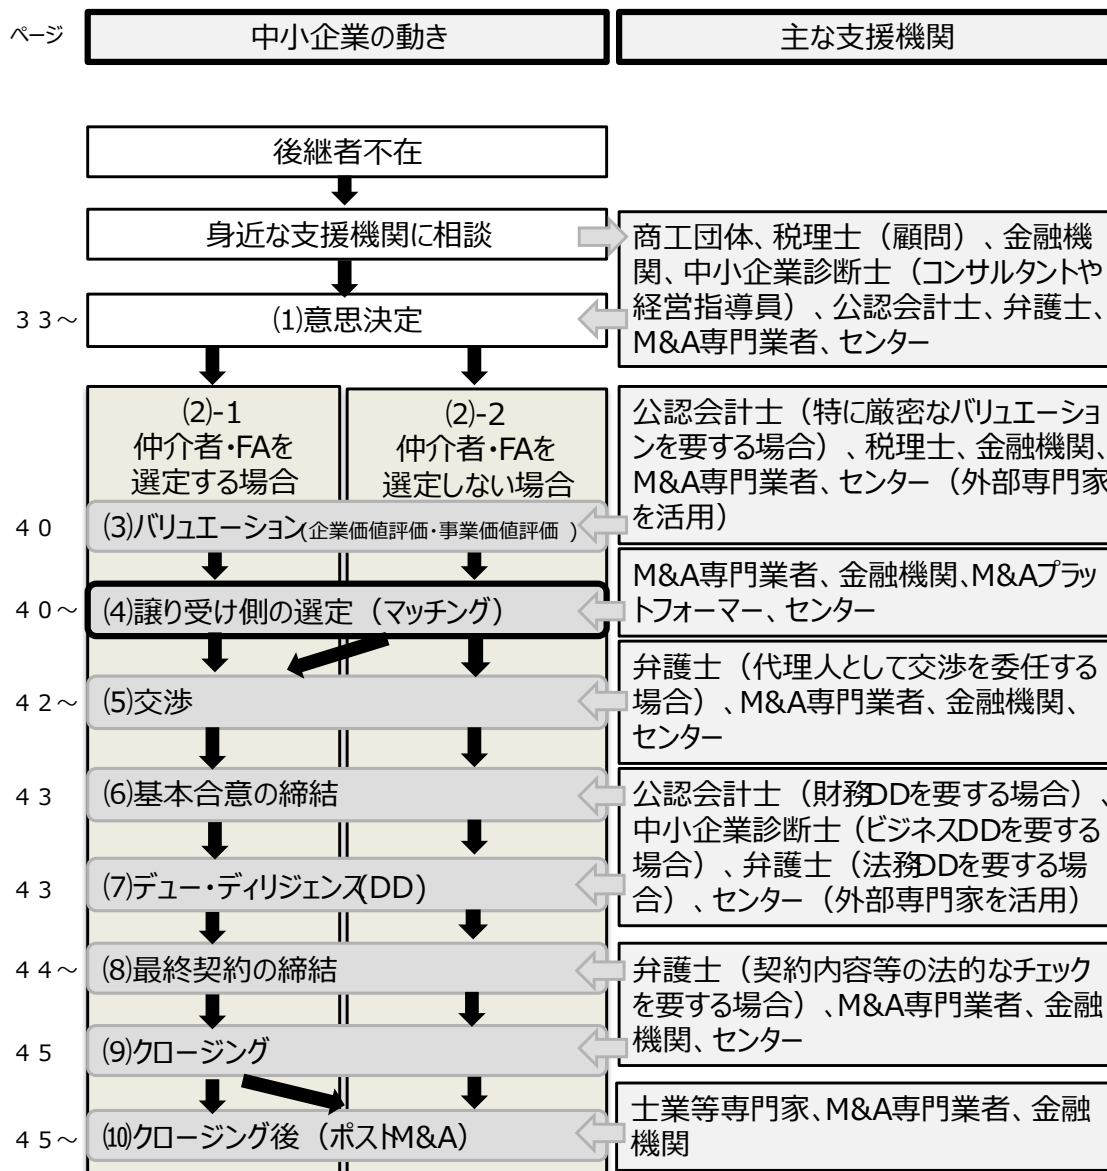 ページ
中小企業の動き
主な支援機関
後継者不在
身近な支援機関に相談
商工団体、税理士（顧問）、金融機
関、中小企業診断士（コンサルタントや
経営指導員）、公認会計士、弁護士、
M&A専門業者、センター
33～
⑴意思決定
⑵-1
仲介者・FAを
選定する場合
⑵-2
仲介者・FAを
選定しない場合
公認会計士（特に厳密なバリュエーショ
ンを要する場合）、税理士、金融機関、
M&A専門業者、センター（外部専門家
を活用）
40
⑶バリュエーション(企業価値評価・事業価値評価 )
40～
⑷譲り受け側の選定（マッチング）
M&A専門業者、金融機関、M&Aプラッ
トフォーマー、センター
42～
⑸交渉
弁護士（代理人として交渉を委任する
場合）、M&A専門業者、金融機関、
センター
43
⑹基本合意の締結
公認会計士（財務DDを要する場合）、
中小企業診断士（ビジネスDDを要する
場合）、弁護士（法務DDを要する場
合）、センター（外部専門家を活用）
43
⑺デュー・ディリジェンス(DD)
44～
⑻最終契約の締結
弁護士（契約内容等の法的なチェック
を要する場合）、M&A専門業者、金融
機関、センター
45
⑼クロージング
45～
⑽クロージング後（ポストM&A）
士業等専門家、M&A専門業者、金融
機関